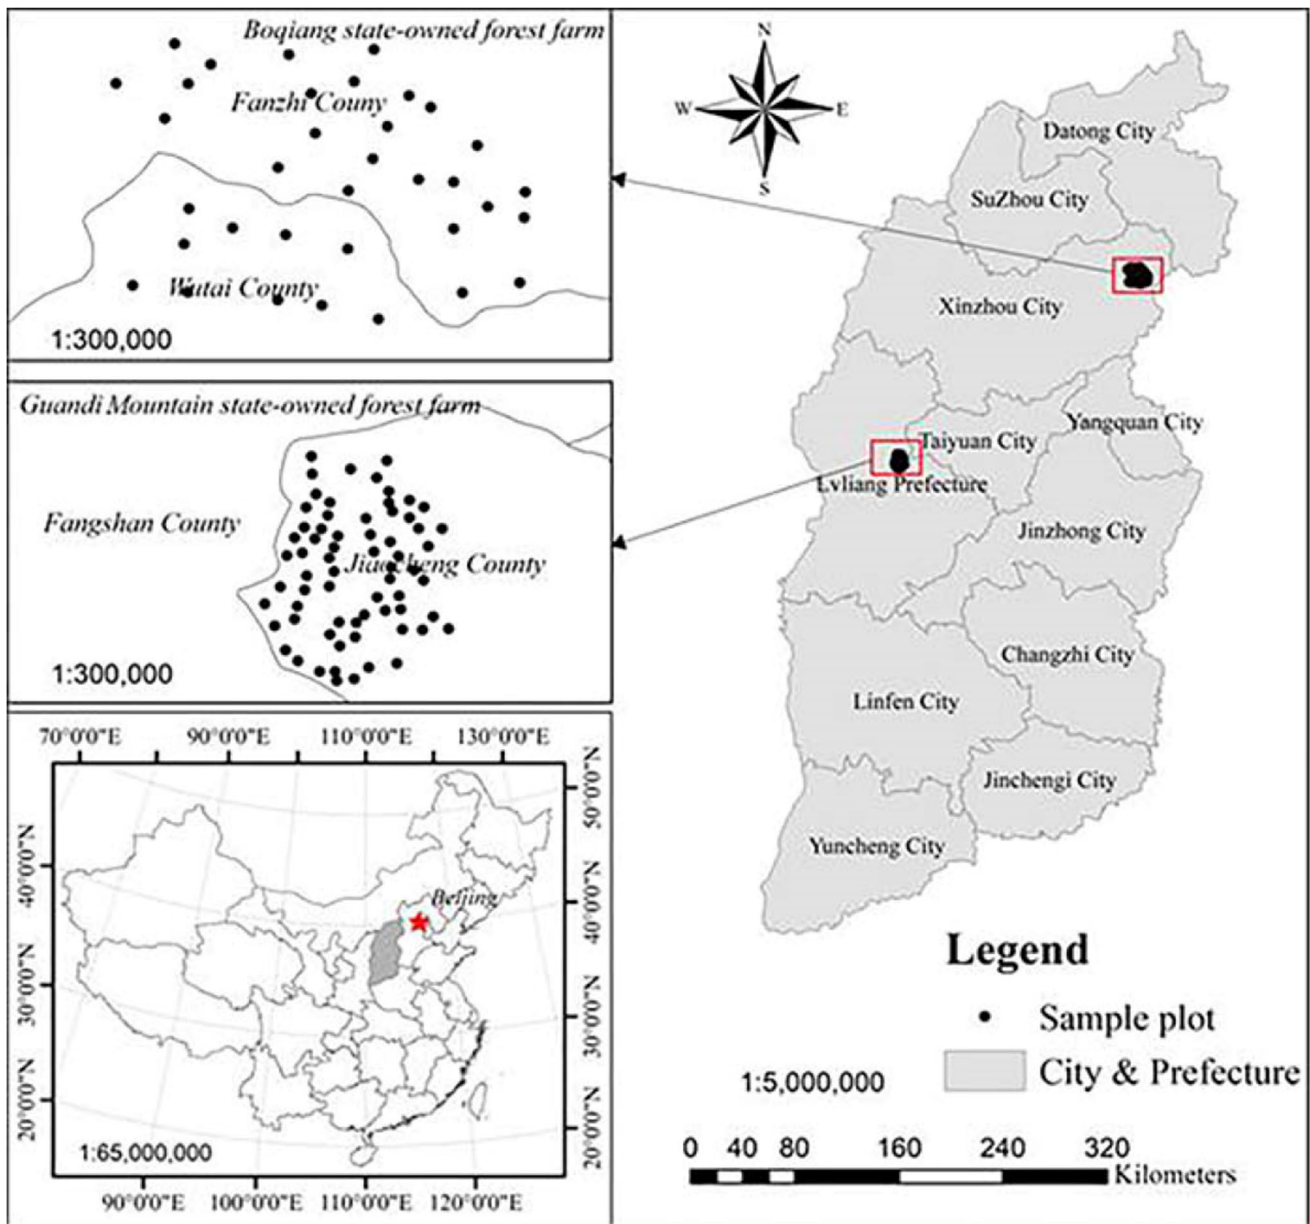 Boqiang state-owned forest farm
Fanzhi Couny
Wutai County
1:300,000
Guandi Mountain state-owned forest farm
Fangshan County
Jiaocheng County
1:300,000
70°0'0"E 90°0'0"E 110°0'0"E 130°0'0"E
50°0'0"N
40°0'0"N
30°0'0"N
20°0'0"N
40°0'0"N
30°0'0"N
20°0'0"N
Beijing
1:65,000,000
90°0'0"E 100°0'0"E 110°0'0"E 120°0'0"E
N
W E
S
Datong City
SuZhou City
Xinzhou City
Yangquan City
Taiyuan City
Lvliang Prefecture
Jinzhong City
Changzhi City
Linfen City
Jinchengi City
Yuncheng City
Legend
Sample plot
City & Prefecture
1:5,000,000
0 40 80 160 240 320
Kilometers